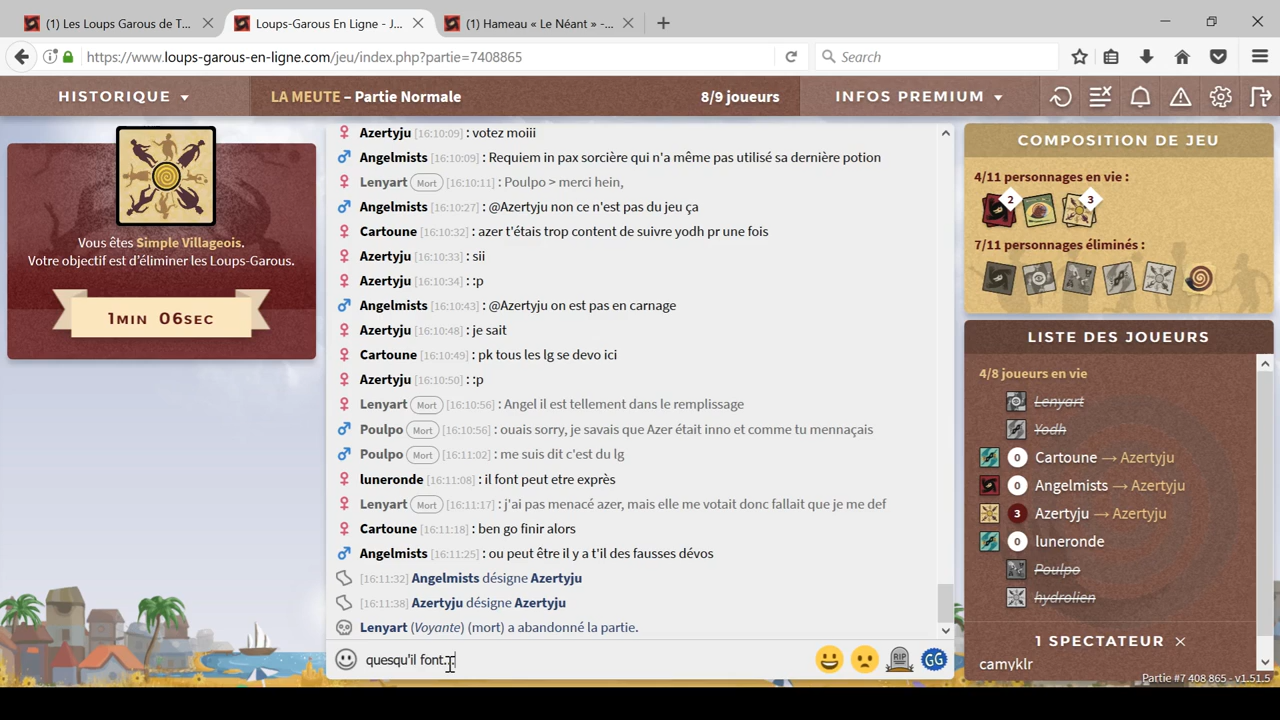 (1) Les Loups Garous de T...
Loups-Garous En Ligne - J...
(1) Hameau « Le Néant » -...
https://www.loups-garous-en-ligne.com/jeu/index.php?partie=7408865
Search
HISTORIQUE
LA MEUTE – Partie Normale
8/9 joueurs
INFOS PREMIUM
Vous êtes Simple Villageois.
Votre objectif est d'éliminer les Loups-Garous.
1MIN 06SEC
Azertyju [16:10:09] : votez moiii
Angelmists [16:10:09] : Requiem in pax sorcière qui n'a même pas utilisé sa dernière potion
Lenyart Mort [16:10:11] : Poulpo > merci hein,
Angelmists [16:10:27] : @Azertyju non ce n'est pas du jeu ça
Cartoune [16:10:32] : azer t'étais trop content de suivre yodh pr une fois
Azertyju [16:10:33] : sii
Azertyju [16:10:34] : :p
Angelmists [16:10:43] : @Azertyju on est pas en carnage
Azertyju [16:10:48] : je sait
Cartoune [16:10:49] : pk tous les lg se devo ici
Azertyju [16:10:50] : :p
Lenyart Mort [16:10:56] : Angel il est tellement dans le remplissage
Poulpo Mort [16:10:56] : ouais sorry, je savais que Azer était inno et comme tu mennaçais
Poulpo Mort [16:11:02] : me suis dit c'est du lg
luneronde [16:11:08] : il font peut etre exprès
Lenyart Mort [16:11:17] : j'ai pas menacé azer, mais elle me votait donc fallait que je me def
Cartoune [16:11:18] : ben go finir alors
Angelmists [16:11:25] : ou peut être il y a t'il des fausses dévos
[16:11:32] Angelmists désigne Azertyju
[16:11:38] Azertyju désigne Azertyju
Lenyart (Voyante) (mort) a abandonné la partie.
quesqu'il font.
RIP
GG
COMPOSITION DE JEU
4/11 personnages en vie :
2
3
7/11 personnages éliminés :
LISTE DES JOUEURS
4/8 joueurs en vie
Lenyart
Yodh
0 Cartoune → Azertyju
0 Angelmists → Azertyju
3 Azertyju → Azertyju
0 luneronde
Poulpo
hydrolien
1 SPECTATEUR ×
camyklr
Partie #7 408 865 - v1.51.5